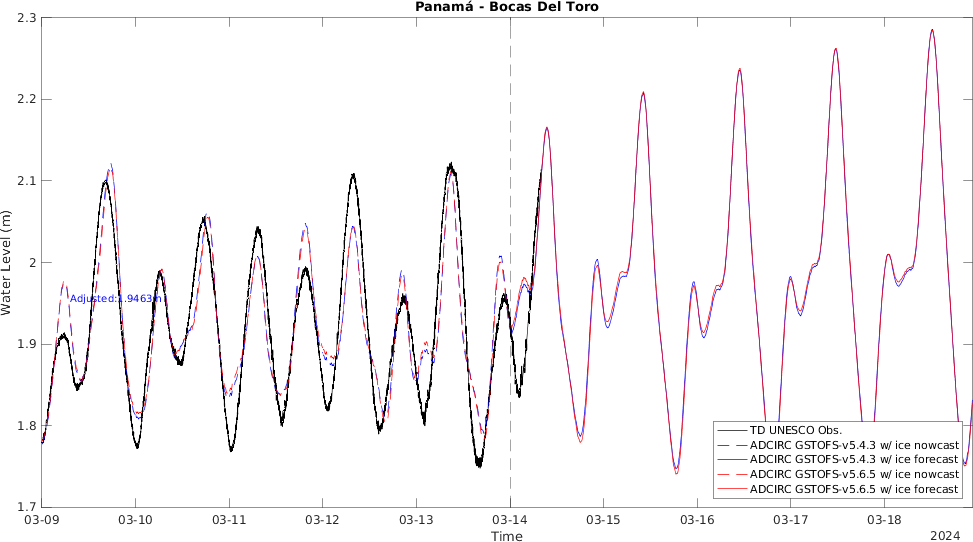 Panamá - Bocas Del Toro
2.3
2.2
2.1
2
1.9
1.8
1.7
Water Level (m)
Adjusted:1.9463m
TD UNESCO Obs.
ADCIRC GSTOFS-v5.4.3 w/ ice nowcast
ADCIRC GSTOFS-v5.4.3 w/ ice forecast
ADCIRC GSTOFS-v5.6.5 w/ ice nowcast
ADCIRC GSTOFS-v5.6.5 w/ ice forecast
03-09 03-10 03-11 03-12 03-13 03-14 03-15 03-16 03-17 03-18
Time
2024